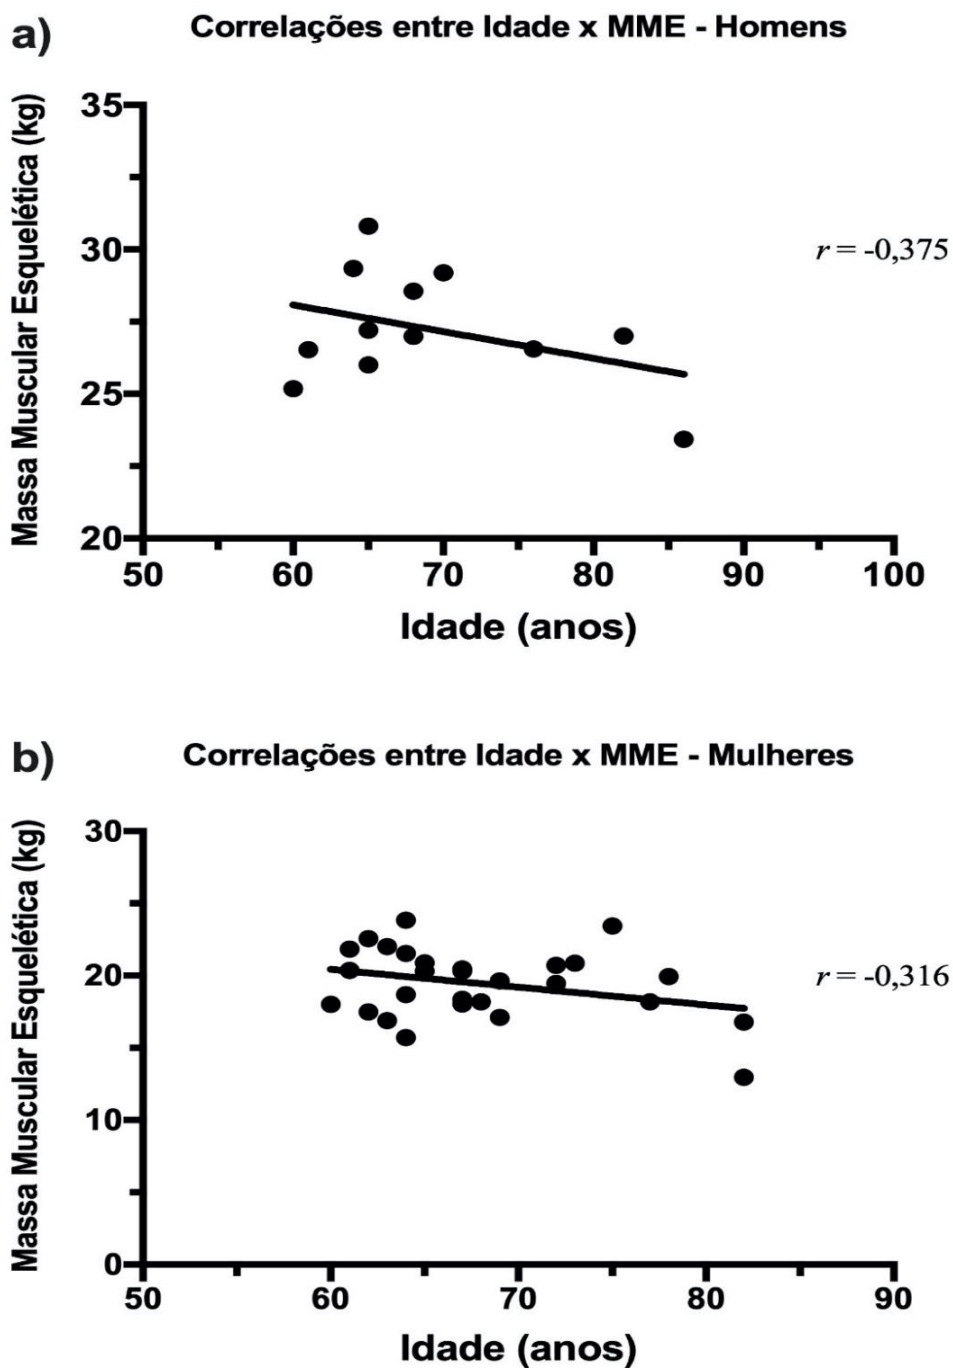 a)
Correlações entre Idade x MME - Homens
Massa Muscular Esquelética (kg)
35
30
25
20
r = -0,375
50 60 70 80 90 100
Idade (anos)
b)
Correlações entre Idade x MME - Mulheres
Massa Muscular Esquelética (kg)
30
20
10
0
r = -0,316
50 60 70 80 90
Idade (anos)